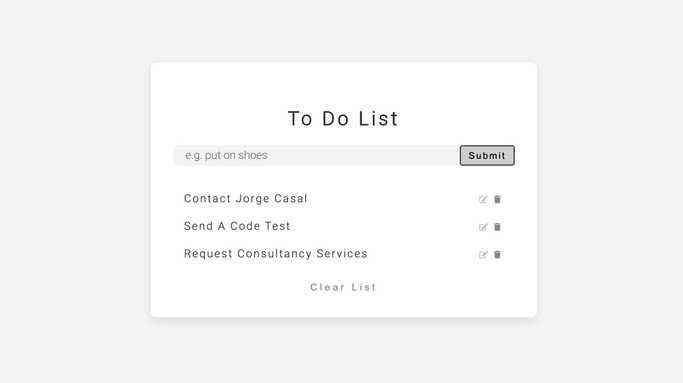 To Do List
e.g. put on shoes
Submit
Contact Jorge Casal
Send A Code Test
Request Consultancy Services
Clear List